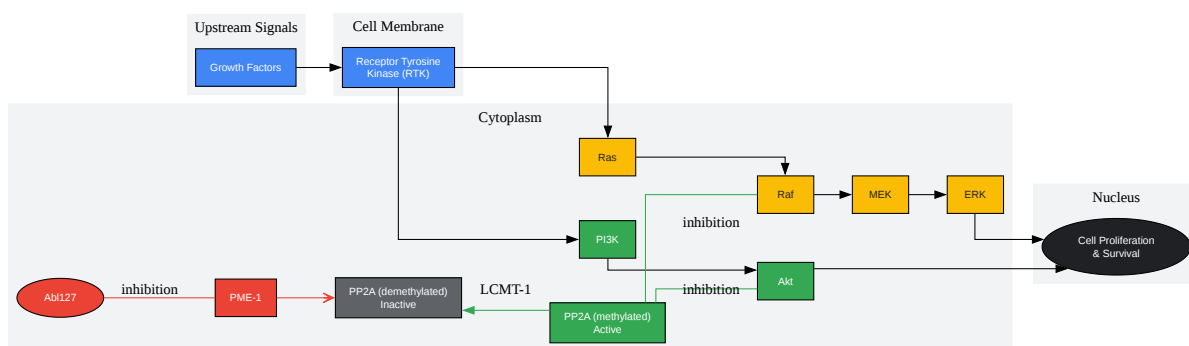 Upstream Signals
Cell Membrane
Growth Factors
Receptor Tyrosine
Kinase (RTK)
Cytoplasm
Ras
Raf
MEK
ERK
Nucleus
inhibition
PI3K
Cell Proliferation
& Survival
Abl127
inhibition
PME-1
PP2A (demethylated)
Inactive
LCMT-1
PP2A (methylated)
Active
inhibition
Akt